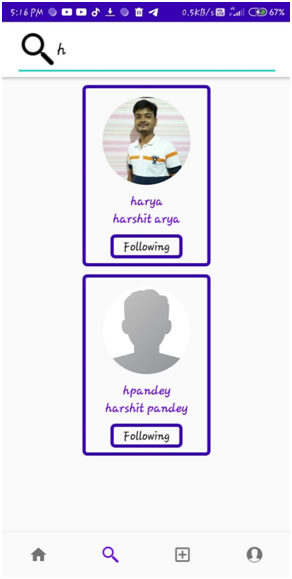 5:16 PM 0.5KB/s 67%
h
harya
harshit arya
Following
hpandey
harshit pandey
Following